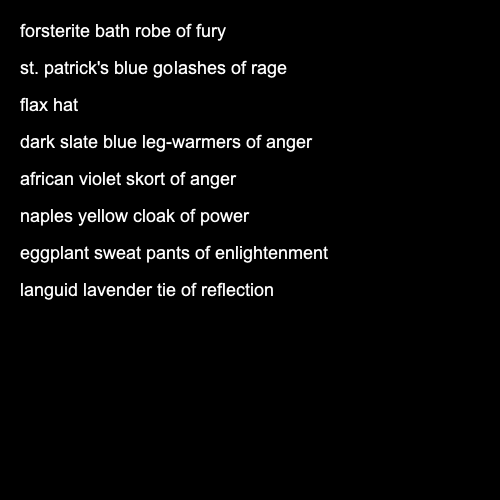 forsterite bath robe of fury
st. patrick's blue golashes of rage
flax hat
dark slate blue leg-warmers of anger
african violet skort of anger
naples yellow cloak of power
eggplant sweat pants of enlightenment
languid lavender tie of reflection